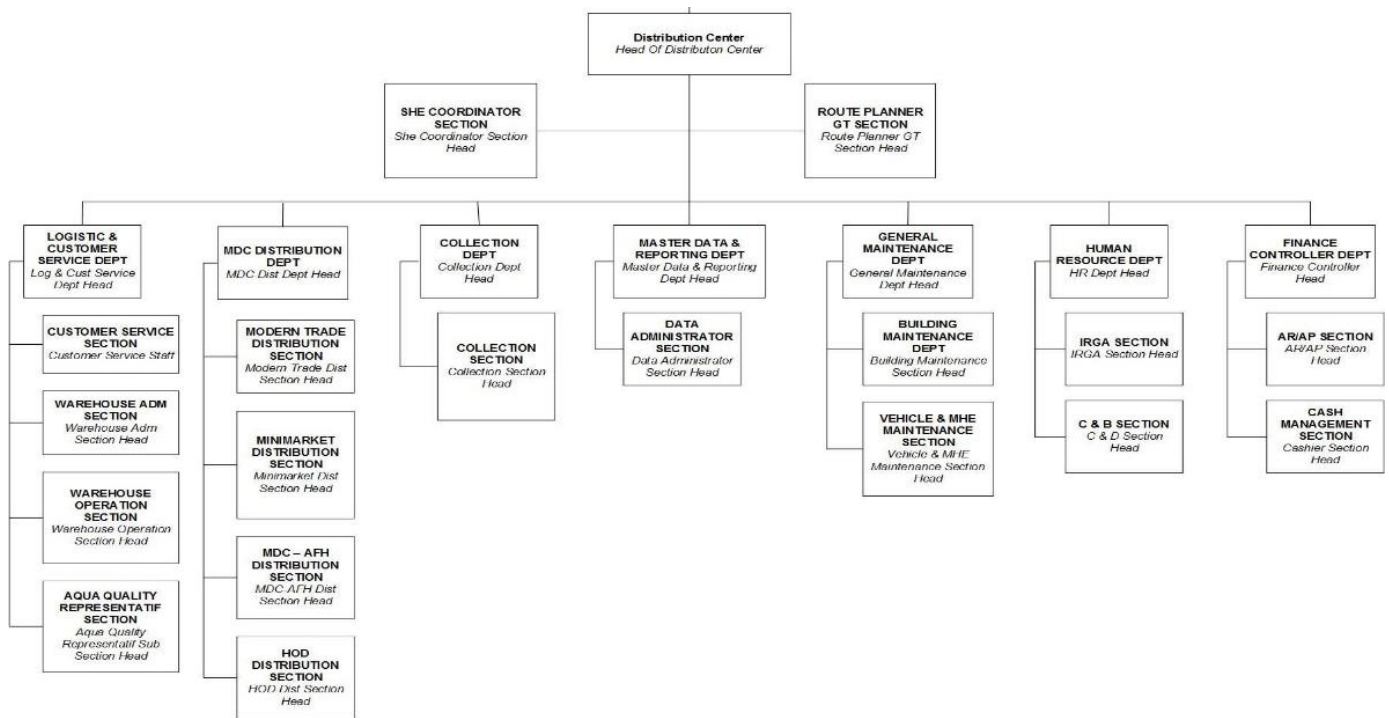 Distribution Center
Head Of Distributon Center
SHE COORDINATOR
SECTION
She Coordinator Section
Head
ROUTE PLANNER
GT SECTION
Route Planner GT
Section Head
LOGISTIC &
CUSTOMER
SERVICE DEPT
Log & Cust Service
Dept Head
MDC DISTRIBUTION
DEPT
MDC Dist Dept Head
COLLECTION
DEPT
Collection Dept
Head
MASTER DATA &
REPORTING DEPT
Master Data & Reporting
Dept Head
GENERAL
MAINTENANCE
DEPT
General Maintenance
Dept Head
HUMAN
RESOURCE DEPT
HR Dept Head
FINANCE
CONTROLLER DEPT
Finance Controller
Head
CUSTOMER SERVICE
SECTION
Customer Service Staff
WAREHOUSE ADM
SECTION
Warehouse Adm
Section Head
WAREHOUSE
OPERATION
SECTION
Warehouse Operation
Section Head
AQUA QUALITY
REPRESENTATIF
SECTION
Aqua Quality
Representatif Sub
Section Head
MODERN TRADE
DISTRIBUTION
SECTION
Modern Trade Dist
Section Head
MINIMARKET
DISTRIBUTION
SECTION
Minimarket Dist
Section Head
MDC – AFH
DISTRIBUTION
SECTION
MDC AFH Dist
Section Head
HOD
DISTRIBUTION
SECTION
HOD Dist Section
Head
COLLECTION
SECTION
Collection Section
Head
DATA
ADMINISTRATOR
SECTION
Data Administrator
Section Head
BUILDING
MAINTENANCE
DEPT
Building Maintenance
Section Head
VEHICLE & MHE
MAINTENANCE
SECTION
Vehicle & MHE
Maintenance Section
Head
IRGA SECTION
IRGA Section Head
C & B SECTION
C & D Section
Head
AR/AP SECTION
AR/AP Section
Head
CASH
MANAGEMENT
SECTION
Cashier Section
Head